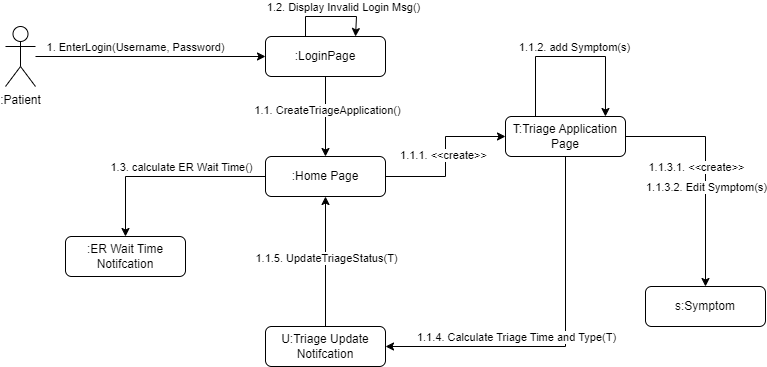 1.2. Display Invalid Login Msg()
1. EnterLogin(Username, Password)
:LoginPage
:Patient
1.1.2. add Symptom(s)
1.1. CreateTriageApplication()
T:Triage Application
Page
1.1.1. <<create>>
1.3. calculate ER Wait Time()
:Home Page
1.1.3.1. <<create>>
1.1.3.2. Edit Symptom(s)
:ER Wait Time
Notifcation
1.1.5. UpdateTriageStatus(T)
s:Symptom
U:Triage Update
Notifcation
1.1.4. Calculate Triage Time and Type(T)